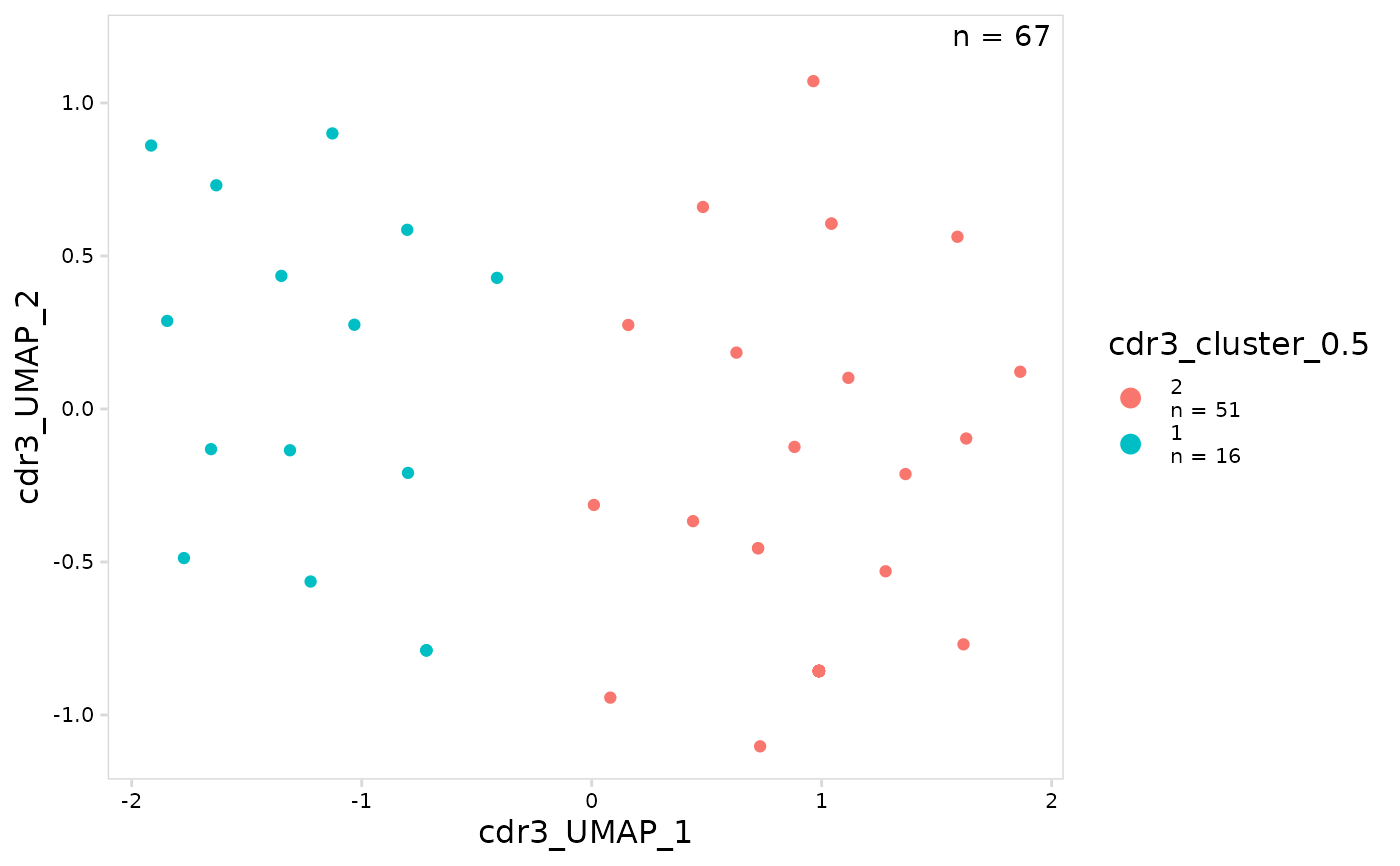 n = 67
1.0
0.5
0.0
-0.5
-1.0
cdr3_UMAP_2
-2
-1
0
1
2
cdr3_UMAP_1
cdr3_cluster_0.5
2
n = 51
1
n = 16